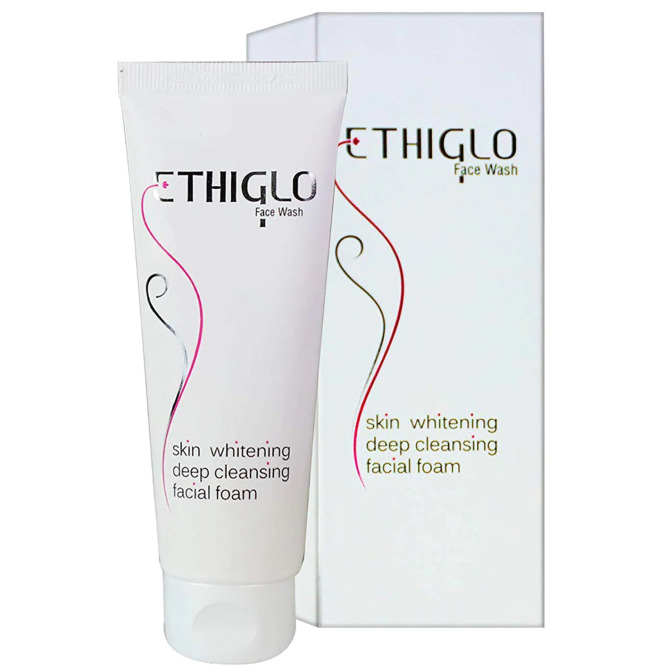 ETHIGLO
Face Wash
skin whitening
deep cleansing
facial foam
ETHIGLO
Face Wash
skin whitening
deep cleansing
facial foam